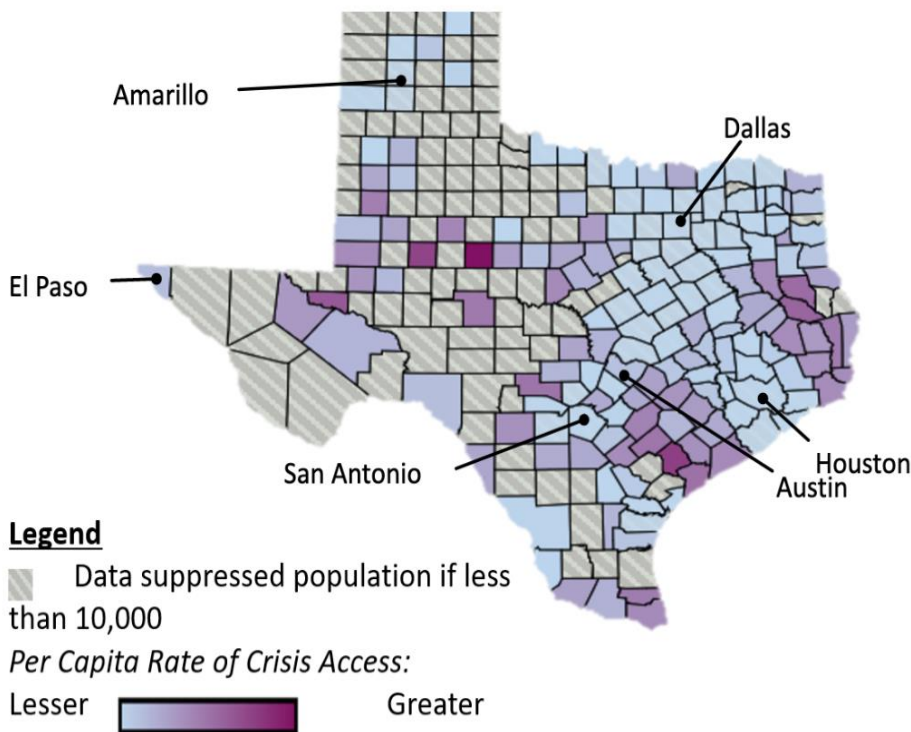 Amarillo
Dallas
El Paso
San Antonio
Houston
Austin
Legend
Data suppressed population if less
than 10,000
Per Capita Rate of Crisis Access:
Lesser Greater